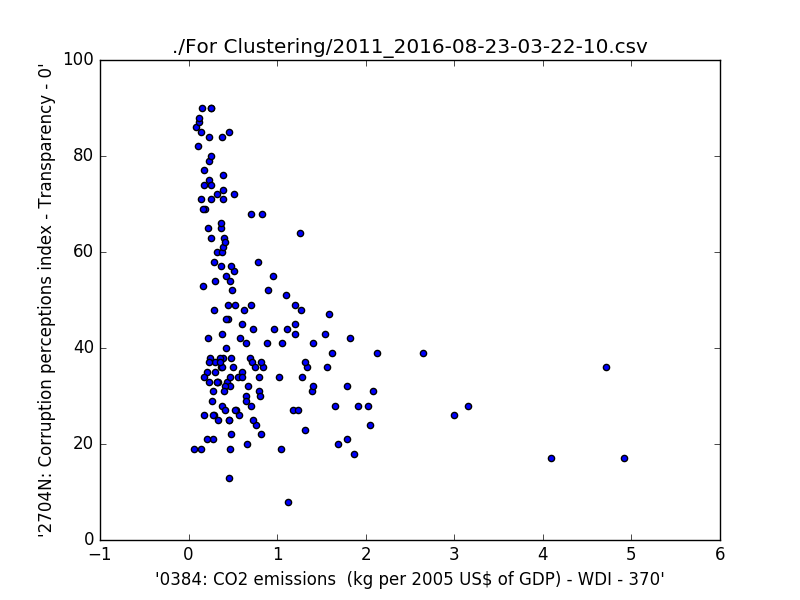 ./For Clustering/2011_2016-08-23-03-22-10.csv
100
80
60
40
20
0
'2704N: Corruption perceptions index - Transparency - 0'
−1 0 1 2 3 4 5 6
'0384: CO2 emissions  (kg per 2005 US$ of GDP) - WDI - 370'